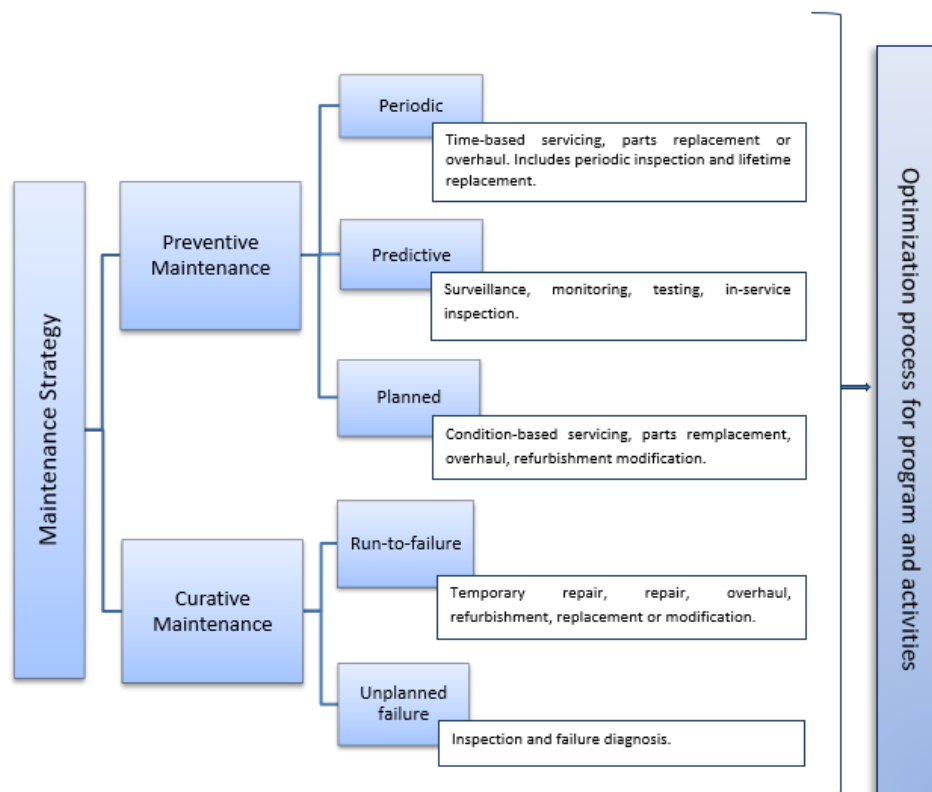 Maintenance Strategy
Preventive
Maintenance
Periodic
Time-based servicing, parts replacement or
overhaul. Includes periodic inspection and lifetime
replacement.
Predictive
Surveillance, monitoring, testing, in-service
inspection.
Planned
Condition-based servicing, parts remplacement,
overhaul, refurbishment modification.
Curative
Maintenance
Run-to-failure
Temporary repair, repair, overhaul,
refurbishment, replacement or modification.
Unplanned
failure
Inspection and failure diagnosis.
Optimization process for program and activities